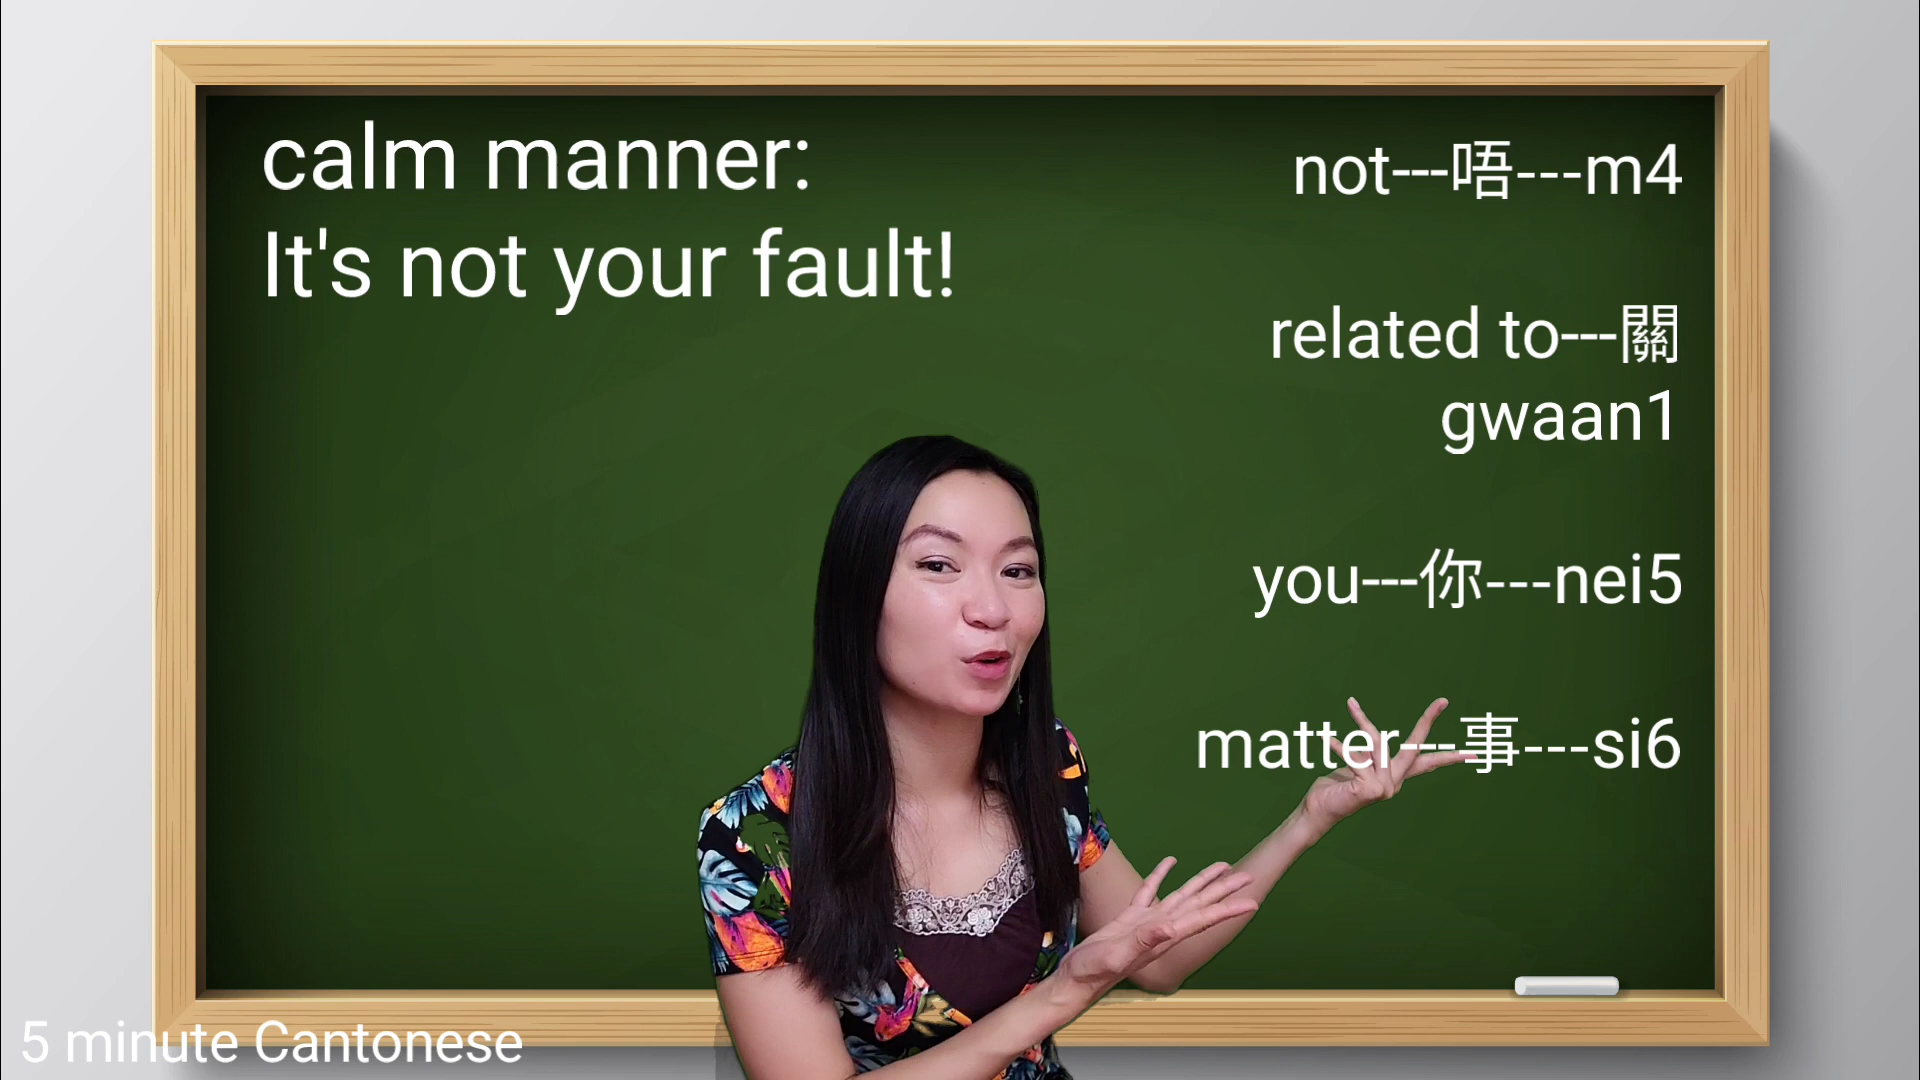 calm manner:
It's not your fault!
not---唔---m4
related to---關
gwaan1
you---你---nei5
matter---事---si6
5 minute Cantonese